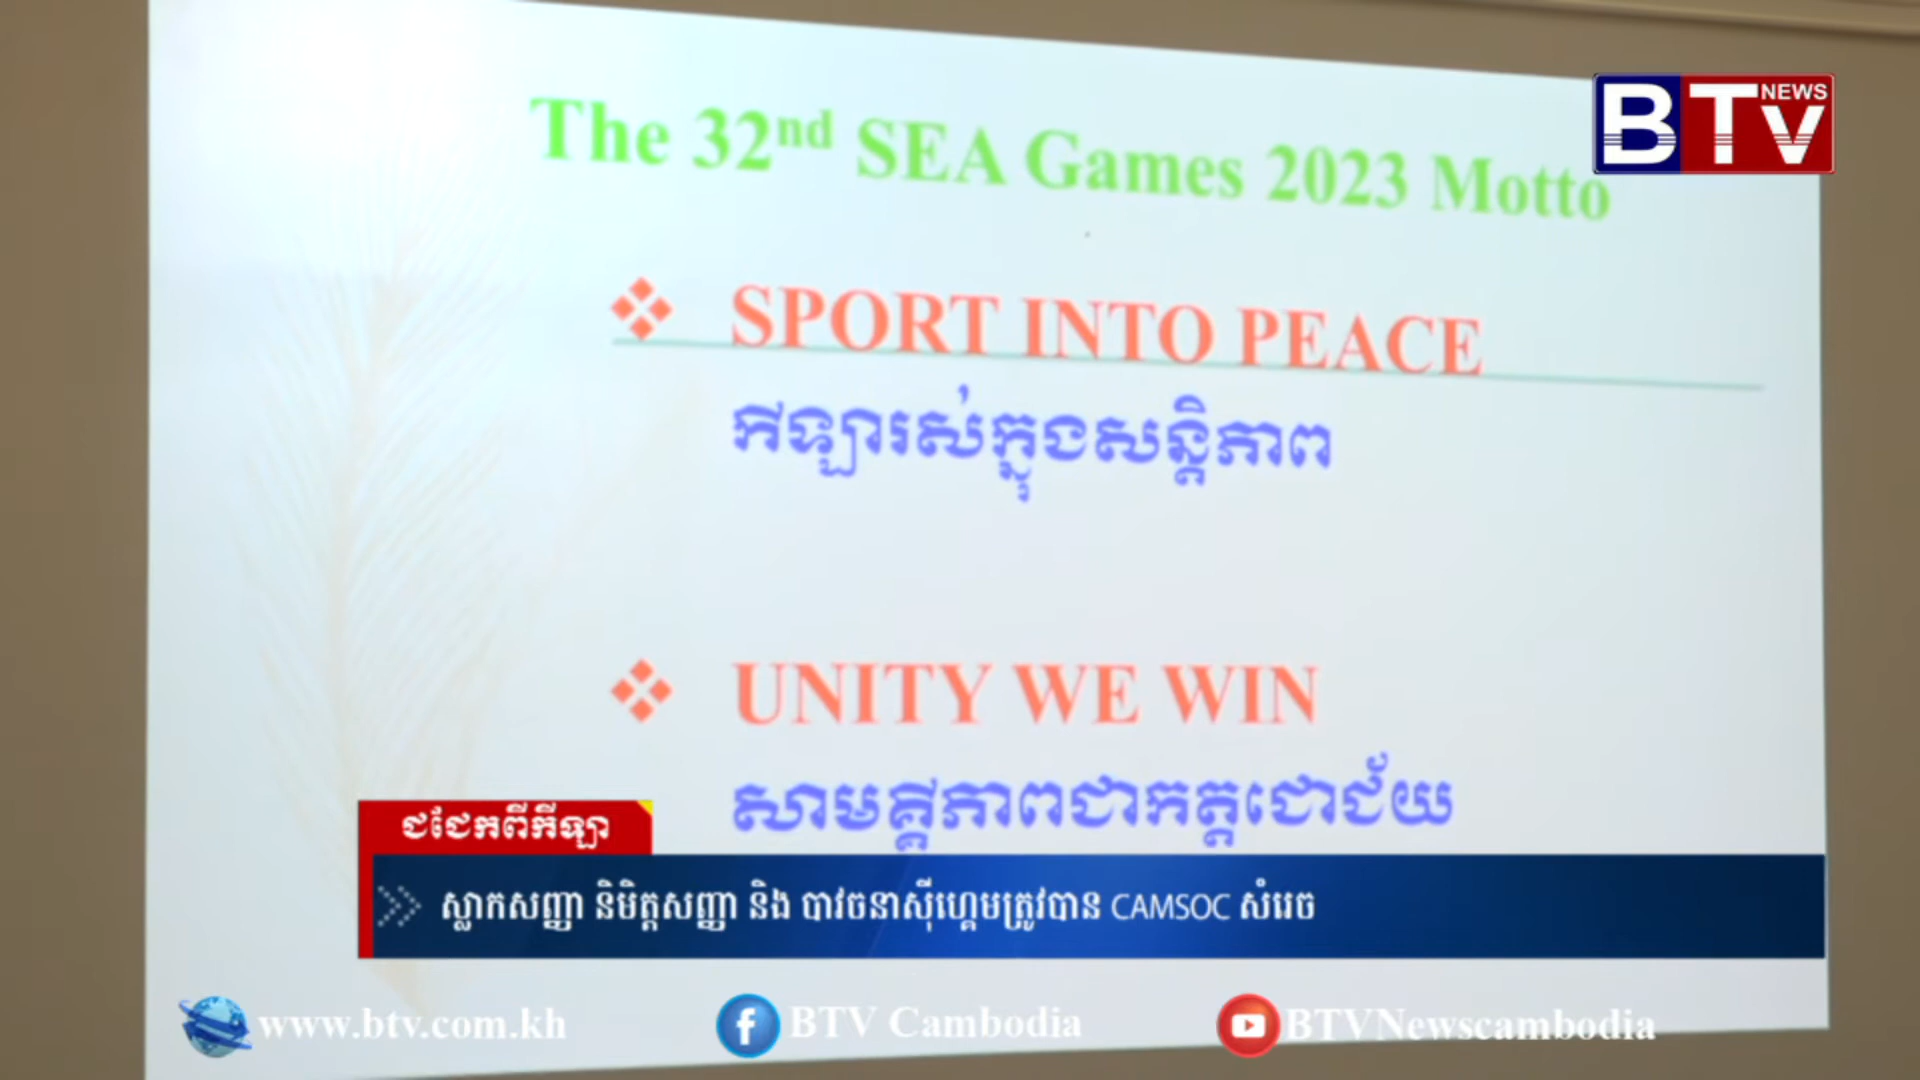 BTV NEWS
The 32nd SEA Games 2023 Motto
❖ SPORT INTO PEACE
កីឡារស់ក្នុងសន្តិភាព
❖ UNITY WE WIN
សាមគ្គីភាពជាកត្តជោជ័យ
ជជែកពីកីឡា
ស្លាកសញ្ញា និមិត្តសញ្ញា និង បាវចនាស៊ីហ្គេមត្រូវបាន CAMSOC សំរេច
www.btv.com.kh
BTV Cambodia
BTVNewscambodia